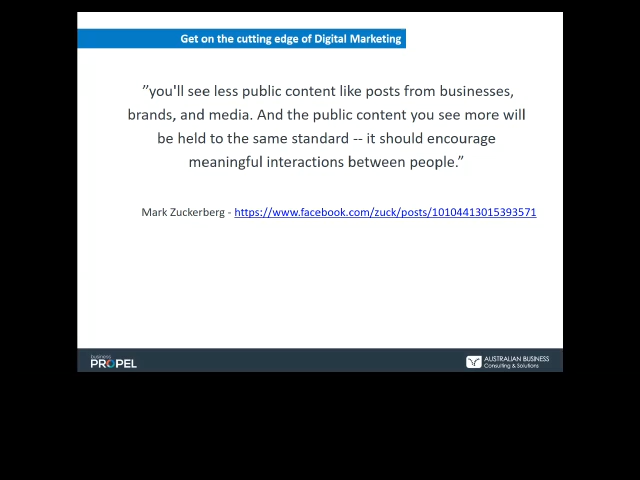 Get on the cutting edge of Digital Marketing
”you'll see less public content like posts from businesses,
brands, and media. And the public content you see more will
be held to the same standard -- it should encourage
meaningful interactions between people.”
Mark Zuckerberg - https://www.facebook.com/zuck/posts/10104413015393571
business
PROPEL
AUSTRALIAN BUSINESS
Consulting & Solutions